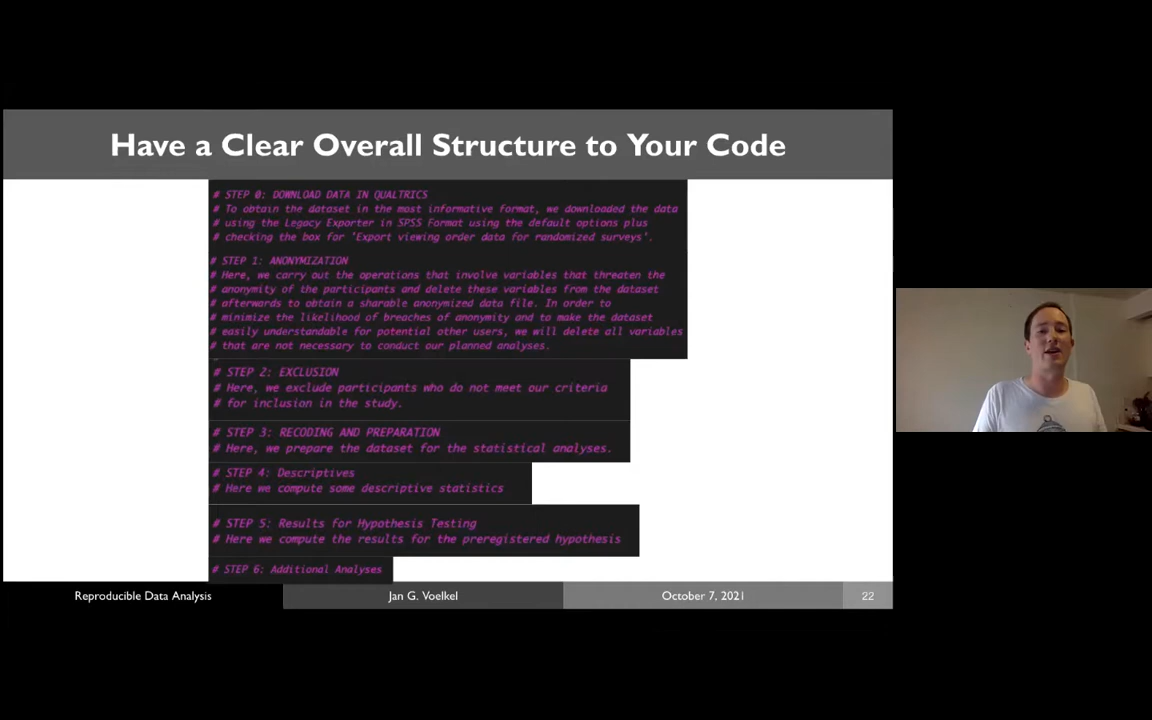 Have a Clear Overall Structure to Your Code
# STEP 0: DOWNLOAD DATA IN QUALTRICS
# To obtain the dataset in the most informative format, we downloaded the data
# using the Legacy Exporter in SPSS Format using the default options plus
# checking the box for 'Export viewing order data for randomized surveys'.
# STEP 1: ANONYMIZATION
# Here, we carry out the operations that involve variables that threaten the
# anonymity of the participants and delete these variables from the dataset
# afterwards to obtain a sharable anonymized data file. In order to
# minimize the likelihood of breaches of anonymity and to make the dataset
# easily understandable for potential other users, we will delete all variables
# that are not necessary to conduct our planned analyses.
# STEP 2: EXCLUSION
# Here, we exclude participants who do not meet our criteria
# for inclusion in the study.
# STEP 3: RECODING AND PREPARATION
# Here, we prepare the dataset for the statistical analyses.
# STEP 4: Descriptives
# Here we compute some descriptive statistics
# STEP 5: Results for Hypothesis Testing
# Here we compute the results for the preregistered hypothesis
# STEP 6: Additional Analyses
Reproducible Data Analysis
Jan G. Voelkel
October 7, 2021
22